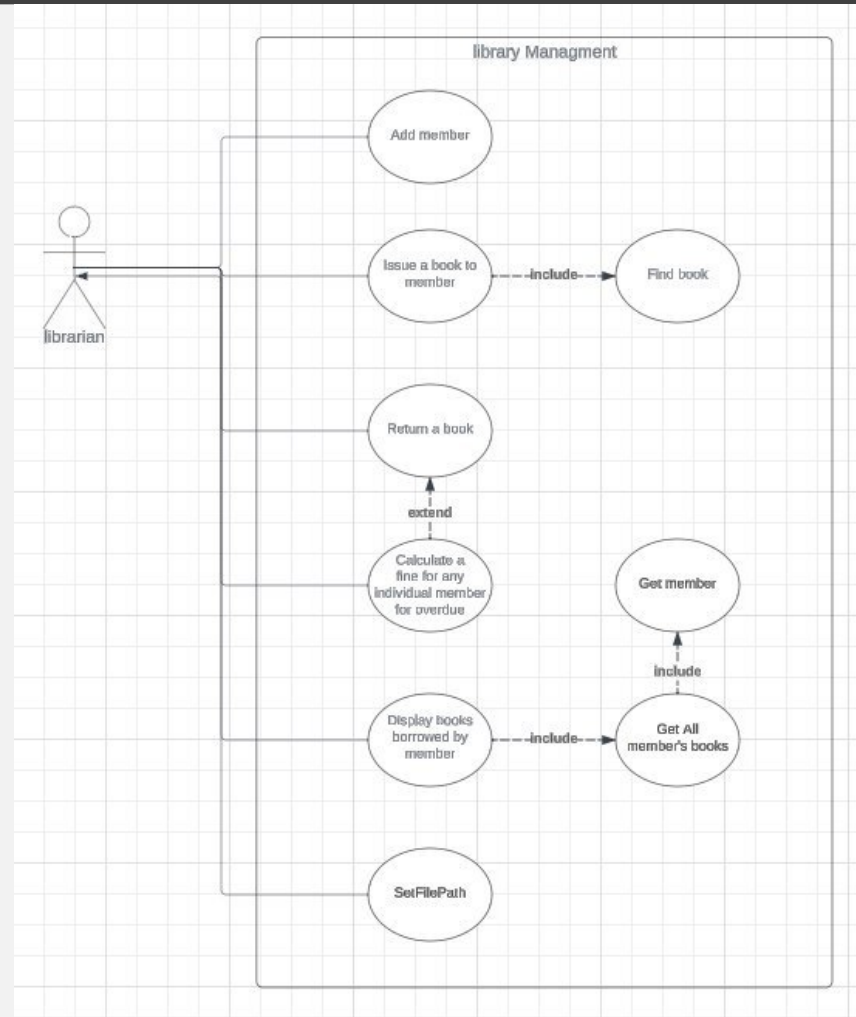 library Managment
Add member
Issue a book to
member
include
Find book
librarian
Return a book
extend
Calculate a
fine for any
individual member
for overdue
Get member
include
Display books
borrowed by
member
include
Get All
member's books
SetFilePath